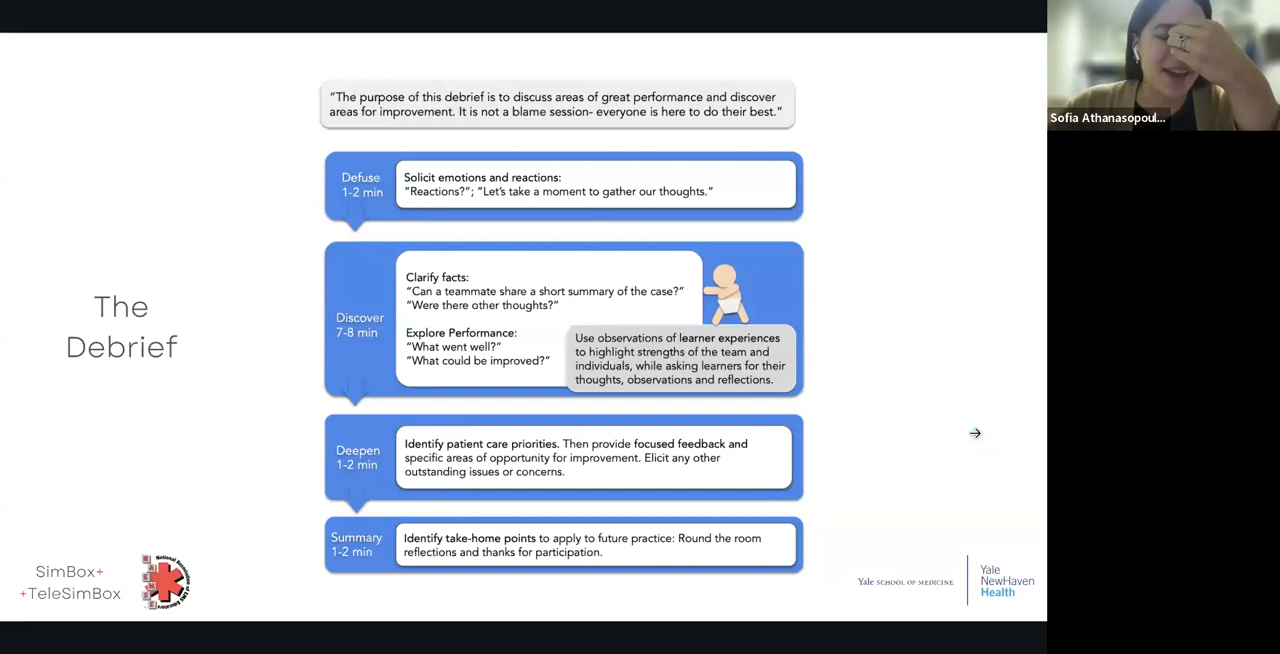 "The purpose of this debrief is to discuss areas of great performance and discover
areas for improvement. It is not a blame session- everyone is here to do their best."
Defuse
1-2 min
Solicit emotions and reactions:
"Reactions?"; "Let's take a moment to gather our thoughts."
Discover
7-8 min
Clarify facts:
"Can a teammate share a short summary of the case?"
"Were there other thoughts?"
Explore Performance:
"What went well?"
"What could be improved?"
Use observations of learner experiences
to highlight strengths of the team and
individuals, while asking learners for their
thoughts, observations and reflections.
Deepen
1-2 min
Identify patient care priorities. Then provide focused feedback and
specific areas of opportunity for improvement. Elicit any other
outstanding issues or concerns.
Summary
1-2 min
Identify take-home points to apply to future practice: Round the room
reflections and thanks for participation.
The
Debrief
SimBox+
+TeleSimBox
National Association of EMS Educators
Yale SCHOOL OF MEDICINE
Yale
NewHaven
Health
Sofia Athanasopoul...